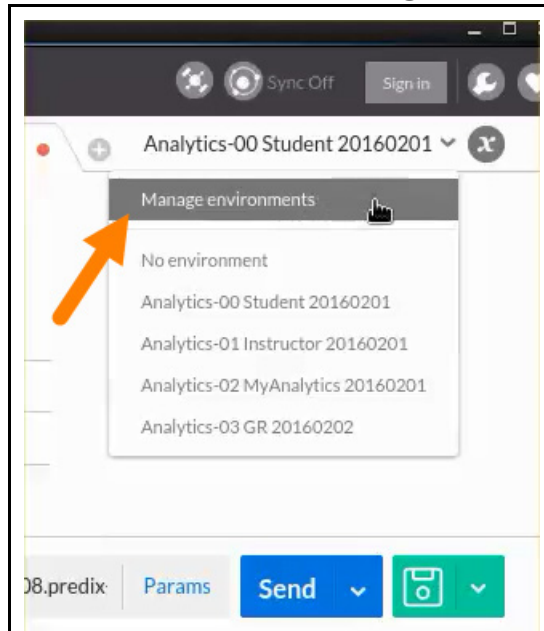 Sync Off Sign in
Analytics-00 Student 20160201
Manage environments
No environment
Analytics-00 Student 20160201
Analytics-01 Instructor 20160201
Analytics-02 MyAnalytics 20160201
Analytics-03 GR 20160202
08.predix Params Send